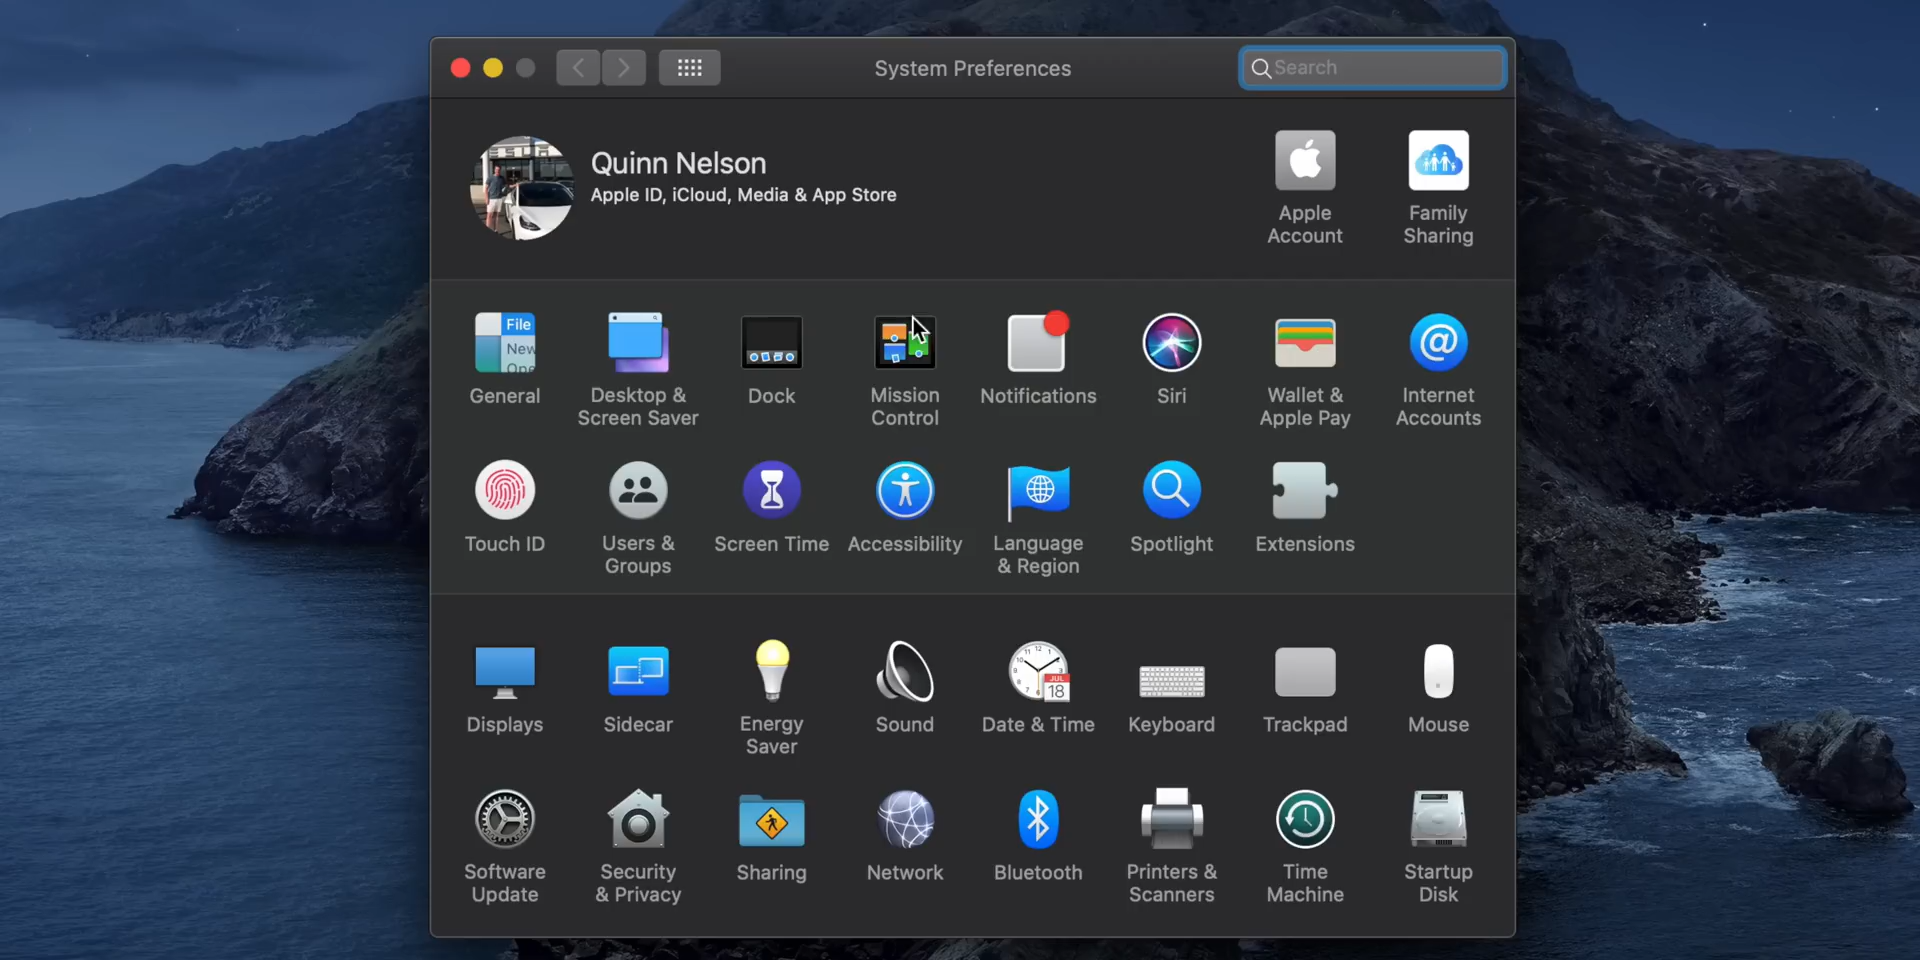 System Preferences
Search
Quinn Nelson
Apple ID, iCloud, Media & App Store
Apple
Account
Family
Sharing
File
New
Ope
General
Desktop &
Screen Saver
Dock
Mission
Control
Notifications
Siri
Wallet &
Apple Pay
Internet
Accounts
Touch ID
Users &
Groups
Screen Time
Accessibility
Language
& Region
Spotlight
Extensions
JUL
18
Displays
Sidecar
Energy
Saver
Sound
Date & Time
Keyboard
Trackpad
Mouse
Software
Update
Security
& Privacy
Sharing
Network
Bluetooth
Printers &
Scanners
Time
Machine
Startup
Disk